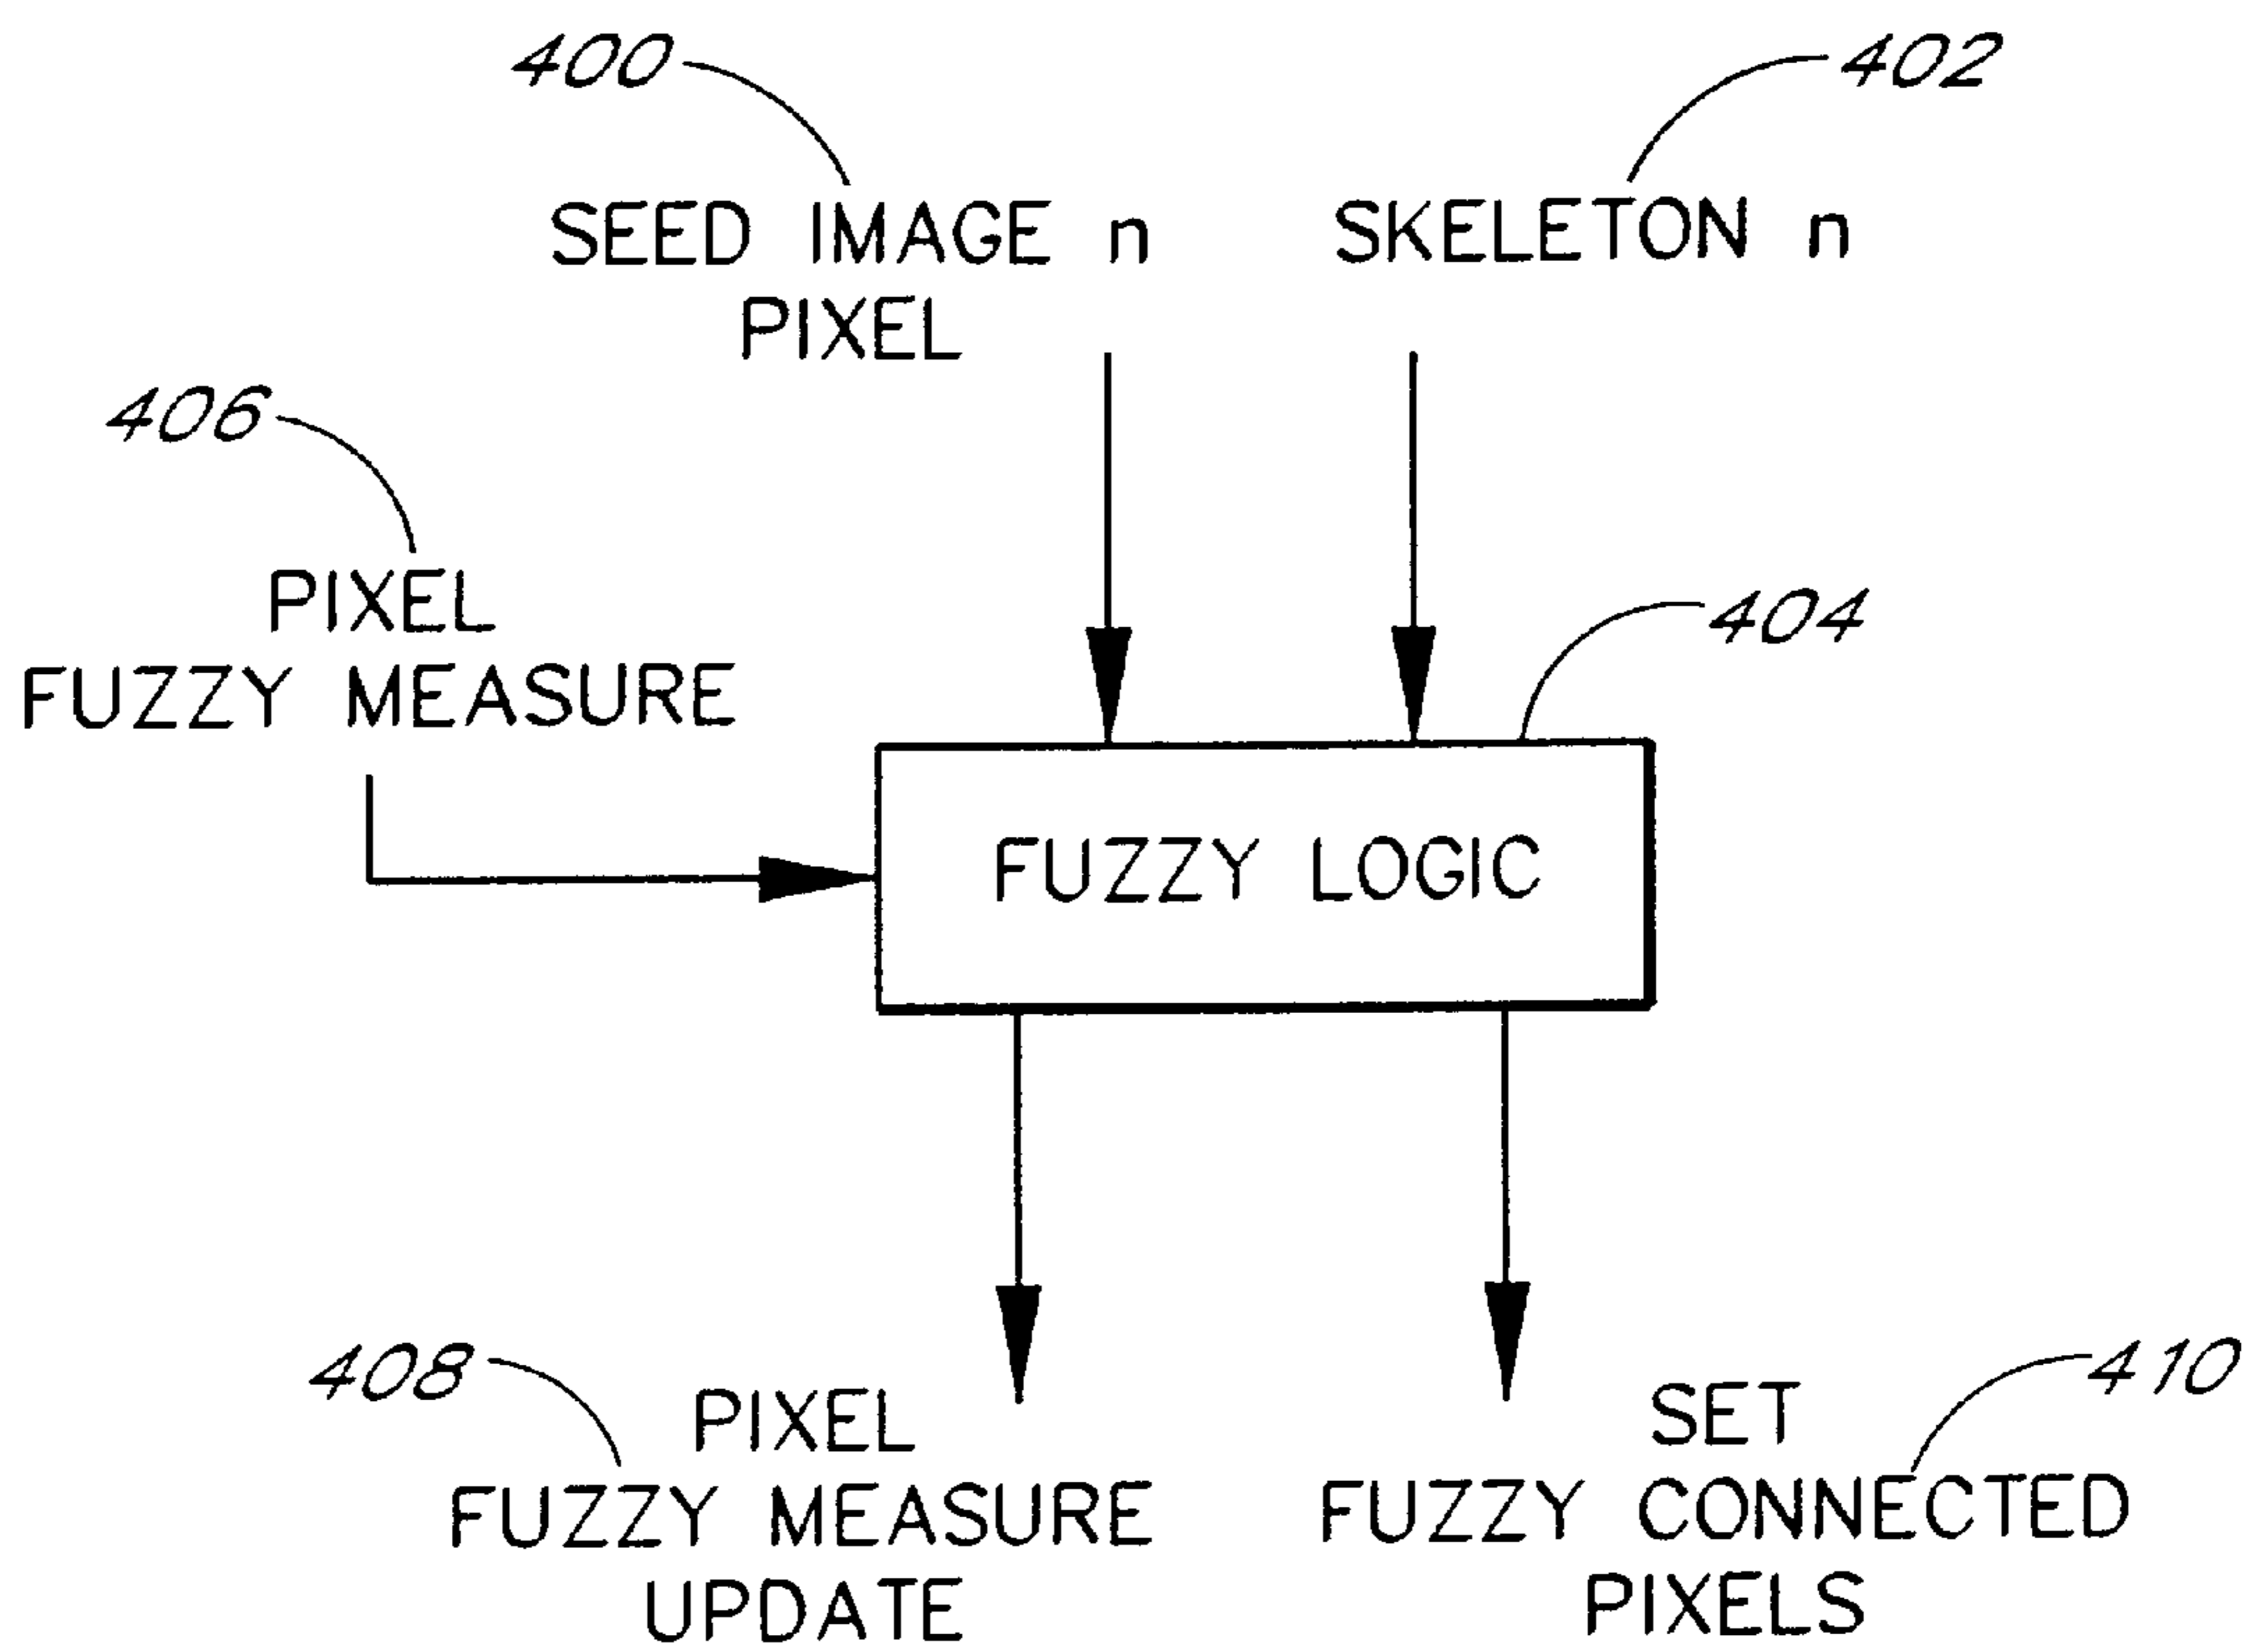 400
402
SEED IMAGE n
PIXEL
SKELETON n
406
PIXEL
FUZZY MEASURE
404
FUZZY LOGIC
408
PIXEL
FUZZY MEASURE
UPDATE
410
SET
FUZZY CONNECTED
PIXELS